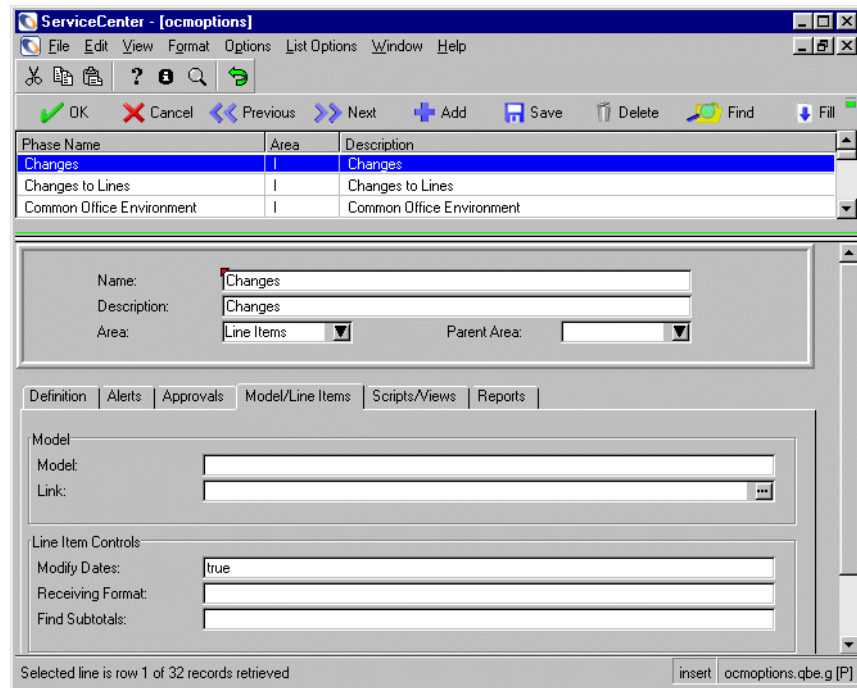 ServiceCenter - [ocmoptions]
File Edit View Format Options List Options Window Help
OK Cancel Previous Next Add Save Delete Find Fill
Phase Name Area Description
Changes I Changes
Changes to Lines I Changes to Lines
Common Office Environment I Common Office Environment
Name: Changes
Description: Changes
Area: Line Items Parent Area:
Definition Alerts Approvals Model/Line Items Scripts/Views Reports
Model
Model:
Link:
Line Item Controls
Modify Dates: true
Receiving Format:
Find Subtotals:
Selected line is row 1 of 32 records retrieved insert ocmoptions.qbe.g [P]